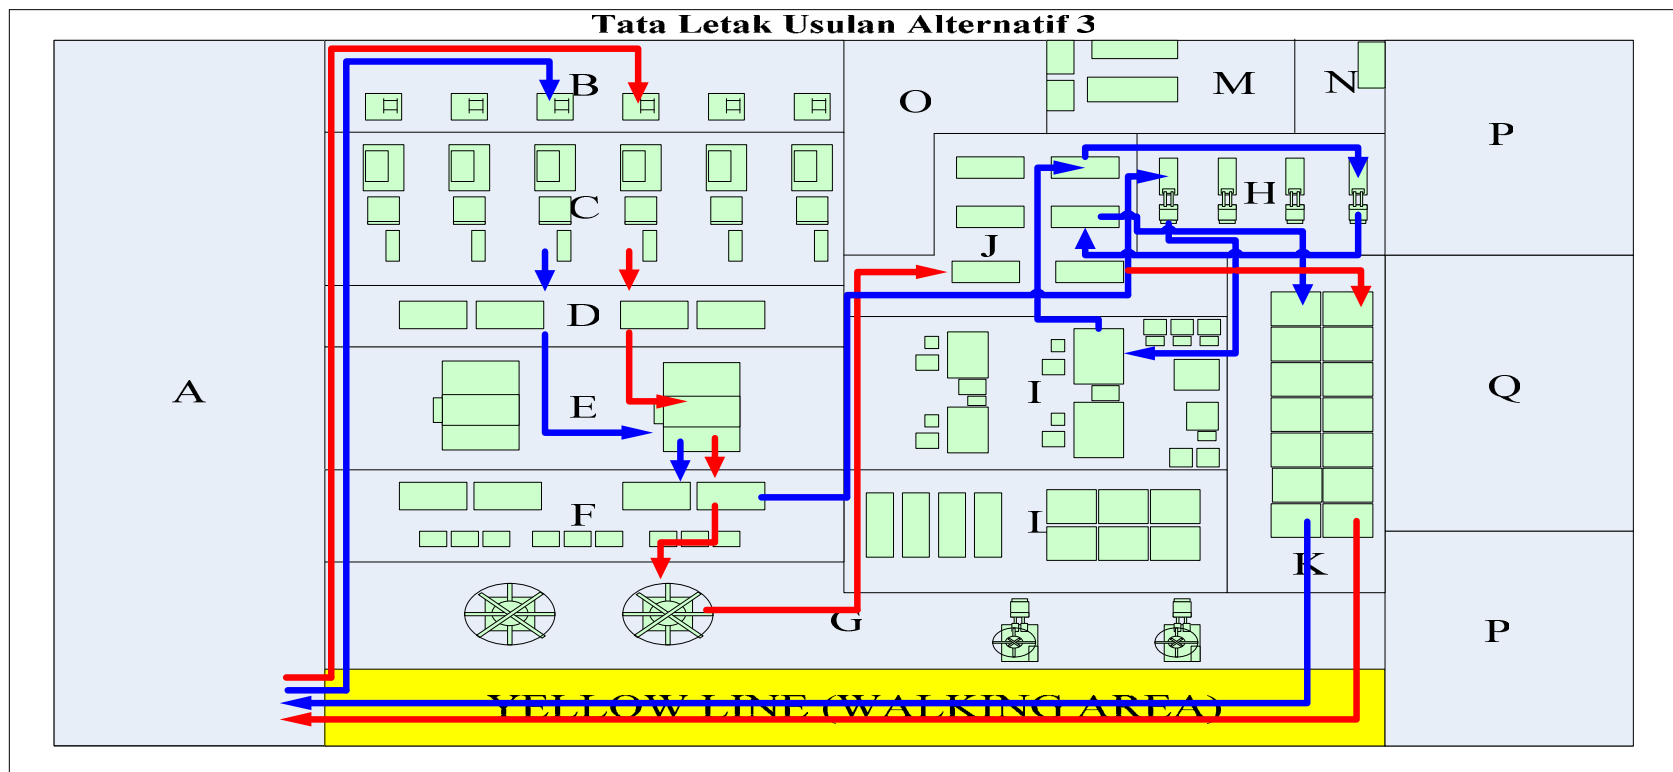 Tata Letak Usulan Alternatif 3
B
M
N
O
P
H
C
J
D
A
E
I
Q
F
I
K
G
P
YELLOW LINE (WALKING AREA)